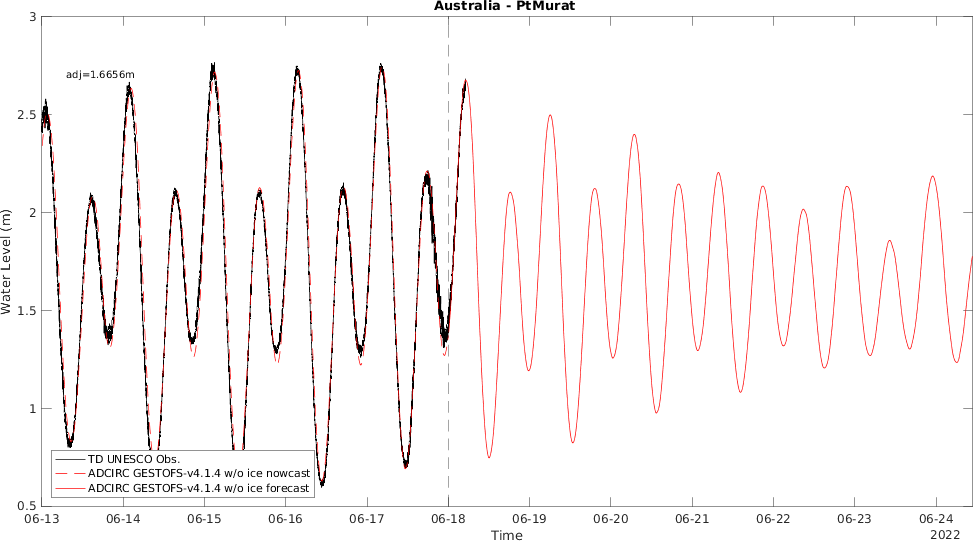 Australia - PtMurat
3
adj=1.6656m
2.5
2
Water Level (m)
1.5
1
TD UNESCO Obs.
ADCIRC GESTOFS-v4.1.4 w/o ice nowcast
ADCIRC GESTOFS-v4.1.4 w/o ice forecast
0.5
06-13 06-14 06-15 06-16 06-17 06-18 06-19 06-20 06-21 06-22 06-23 06-24
Time 2022